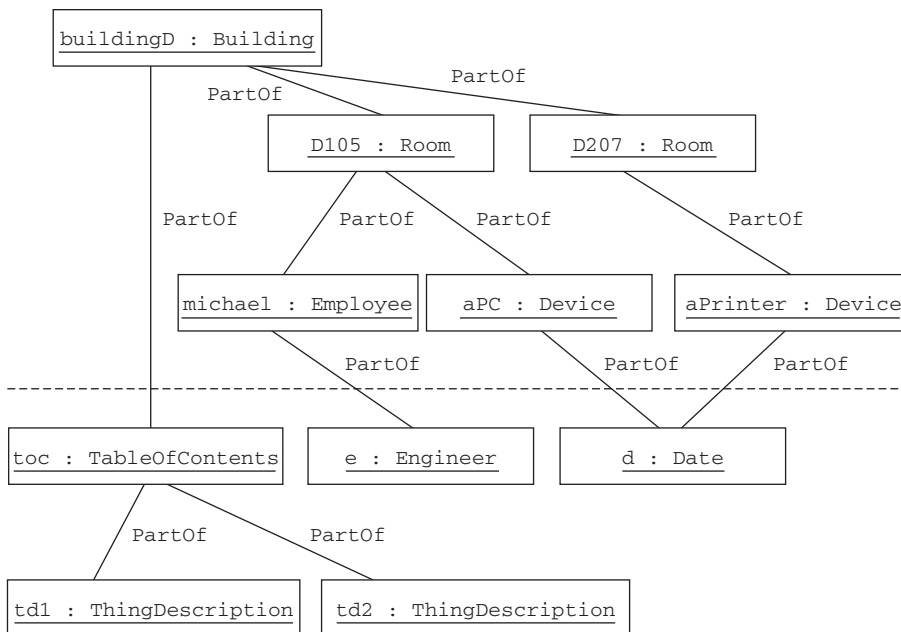 buildingD : Building
PartOf
PartOf
D105 : Room
D207 : Room
PartOf
PartOf
PartOf
PartOf
michael : Employee
aPC : Device
aPrinter : Device
PartOf
PartOf
PartOf
toc : TableOfContents
e : Engineer
d : Date
PartOf
PartOf
td1 : ThingDescription
td2 : ThingDescription